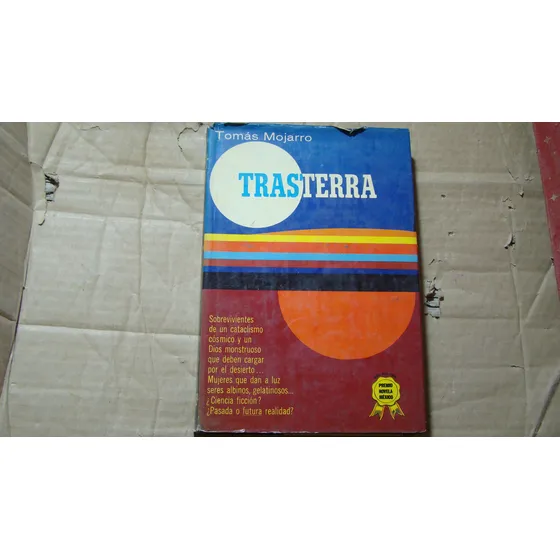 Tomás Mojarro
TRASTERRA
Sobrevivientes
de un cataclismo
cósmico y un
Dios monstruoso
que deben cargar
por el desierto...
Mujeres que dan a luz
seres albinos, gelatinosos...
¿Ciencia ficción?
¿Pasada o futura realidad?
PREMIO
NOVELA
MÉXICO